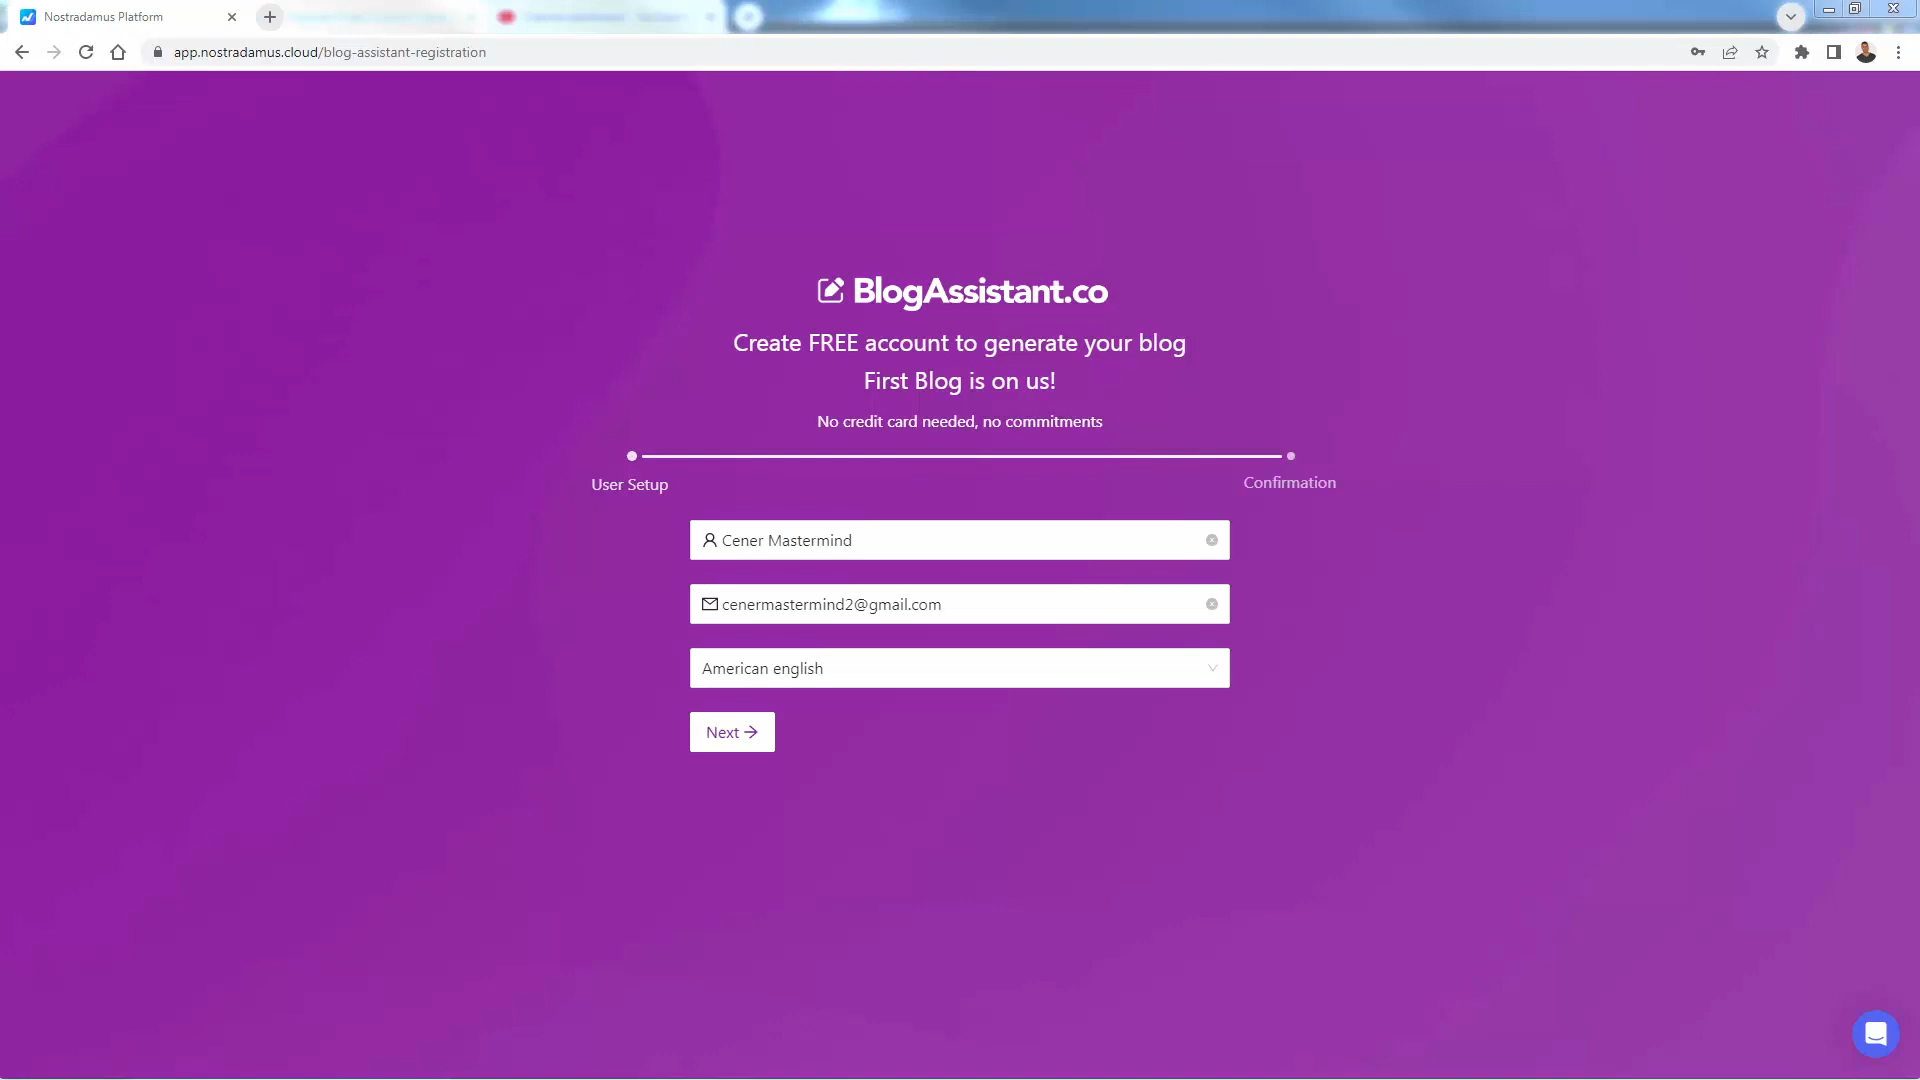 Nostradamus Platform
app.nostradamus.cloud/blog-assistant-registration
BlogAssistant.co
Create FREE account to generate your blog
First Blog is on us!
No credit card needed, no commitments
User Setup
Confirmation
Cener Mastermind
cenermastermind2@gmail.com
American english
Next